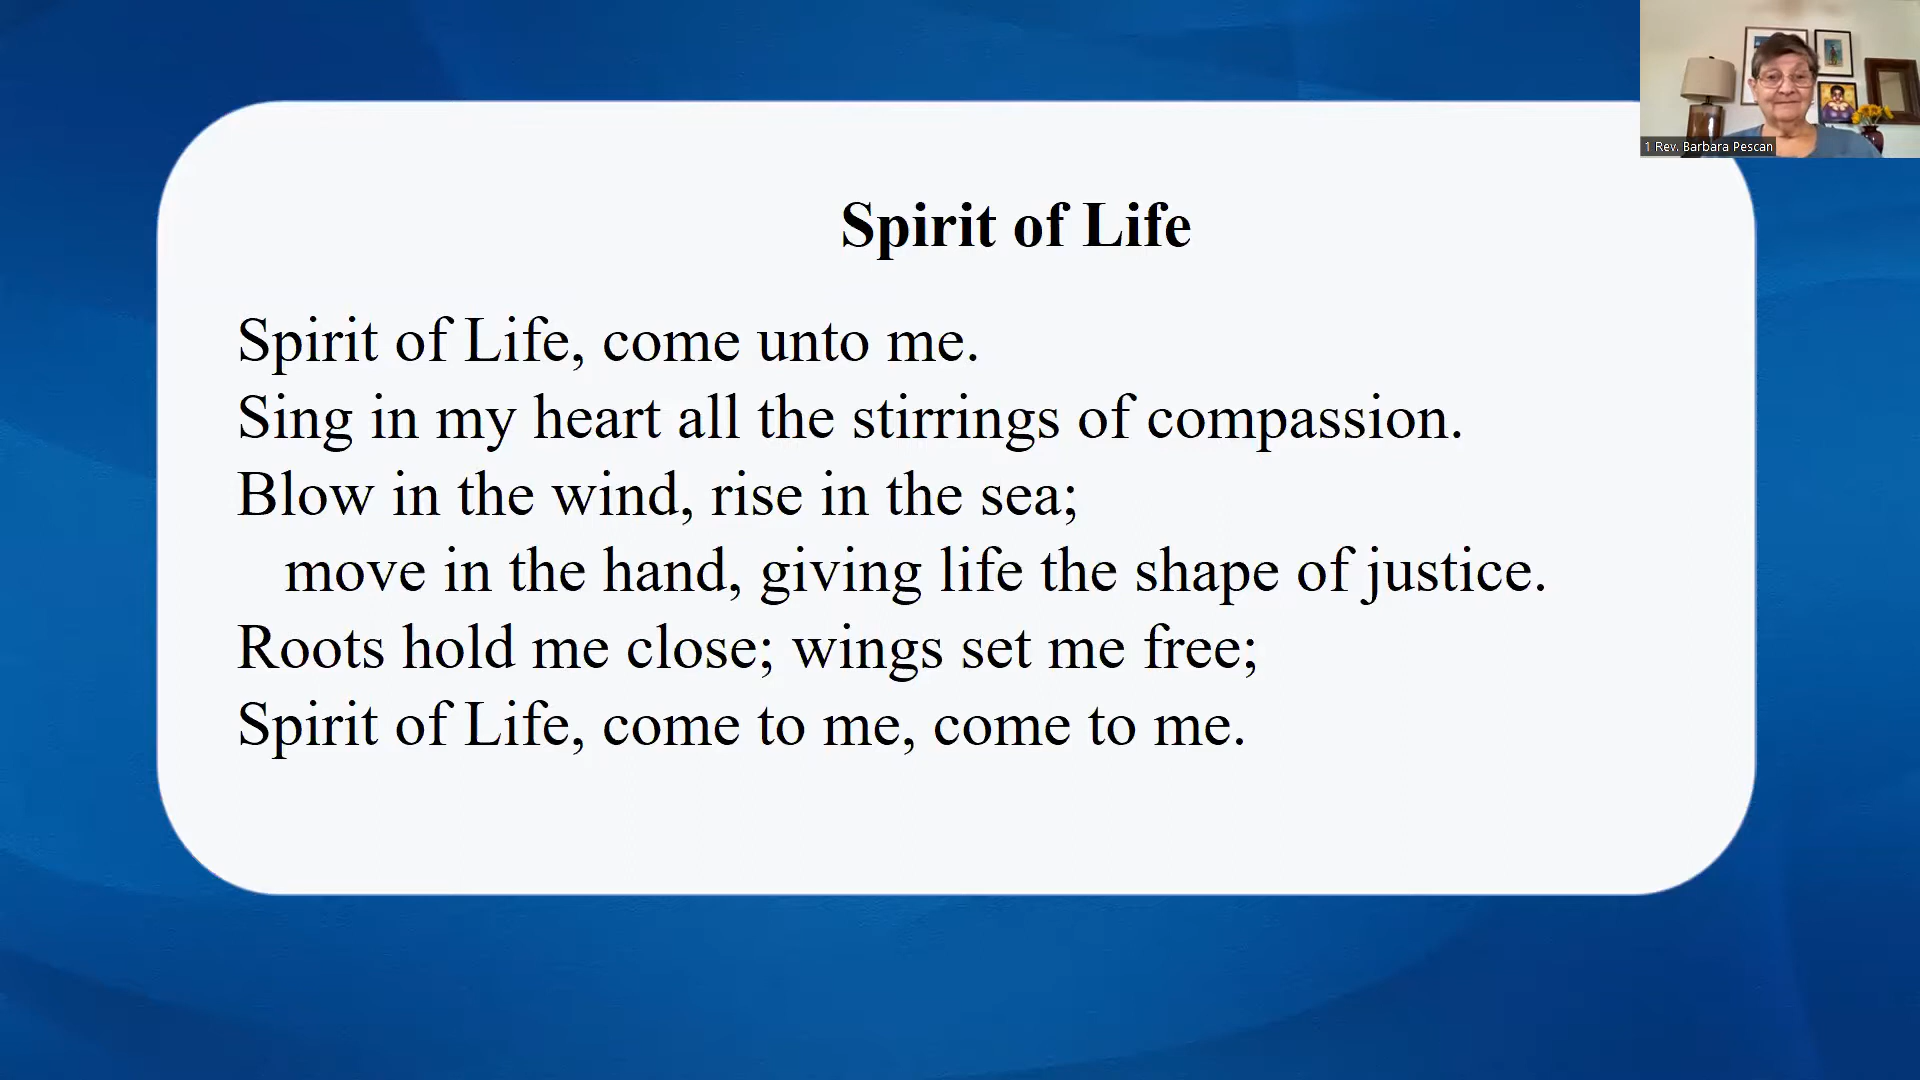 1 Rev. Barbara Pescan
Spirit of Life
Spirit of Life, come unto me.
Sing in my heart all the stirrings of compassion.
Blow in the wind, rise in the sea;
move in the hand, giving life the shape of justice.
Roots hold me close; wings set me free;
Spirit of Life, come to me, come to me.